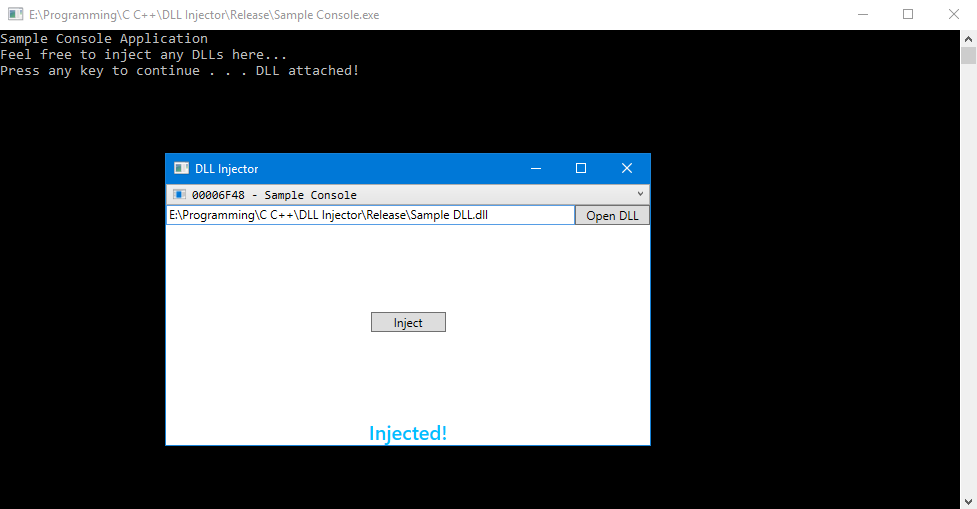 E:\Programming\C C++\DLL Injector\Release\Sample Console.exe
Sample Console Application
Feel free to inject any DLLs here...
Press any key to continue . . . DLL attached!
DLL Injector
00006F48 - Sample Console
E:\Programming\C C++\DLL Injector\Release\Sample DLL.dll
Open DLL
Inject
Injected!